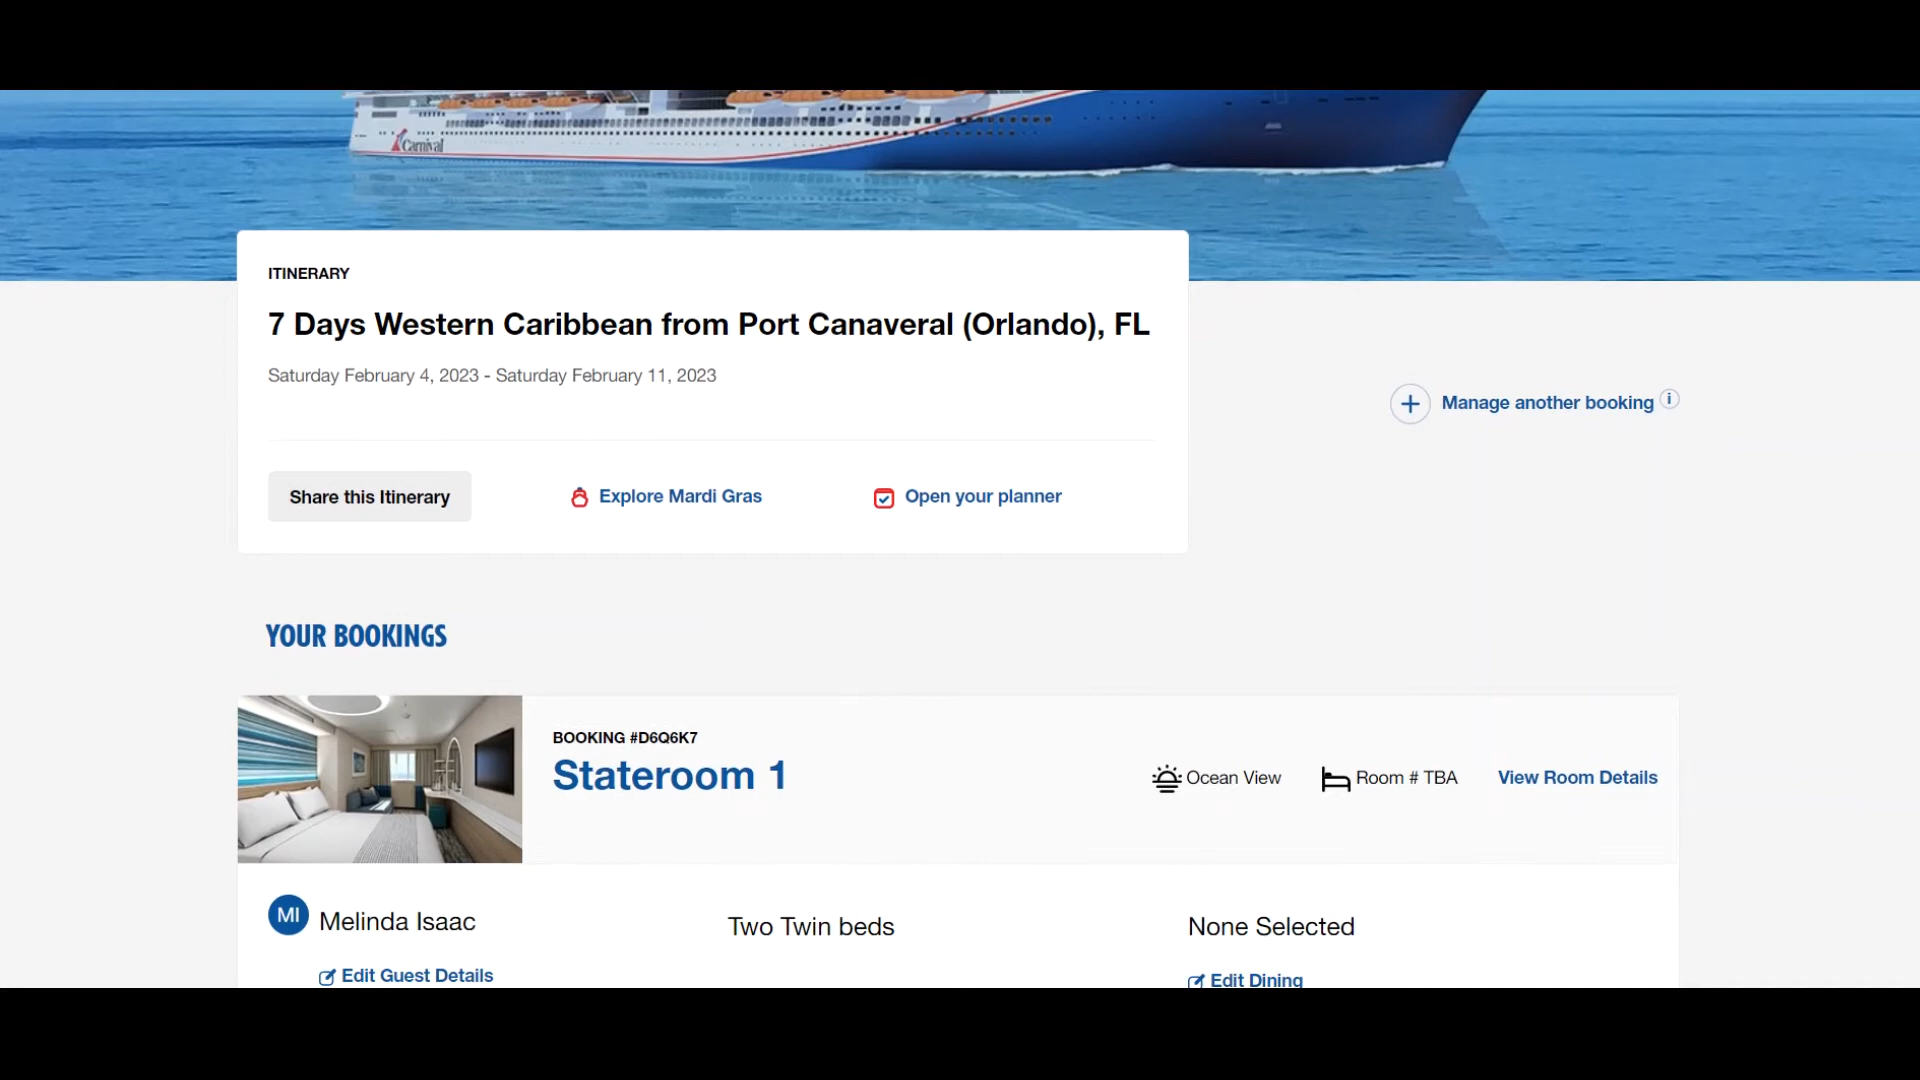 Carnival
ITINERARY
7 Days Western Caribbean from Port Canaveral (Orlando), FL
Saturday February 4, 2023 - Saturday February 11, 2023
Manage another booking i
Share this Itinerary
Explore Mardi Gras
Open your planner
YOUR BOOKINGS
BOOKING #D6Q6K7
Stateroom 1
Ocean View
Room # TBA
View Room Details
MI Melinda Isaac
Two Twin beds
None Selected
Edit Guest Details
Edit Dining